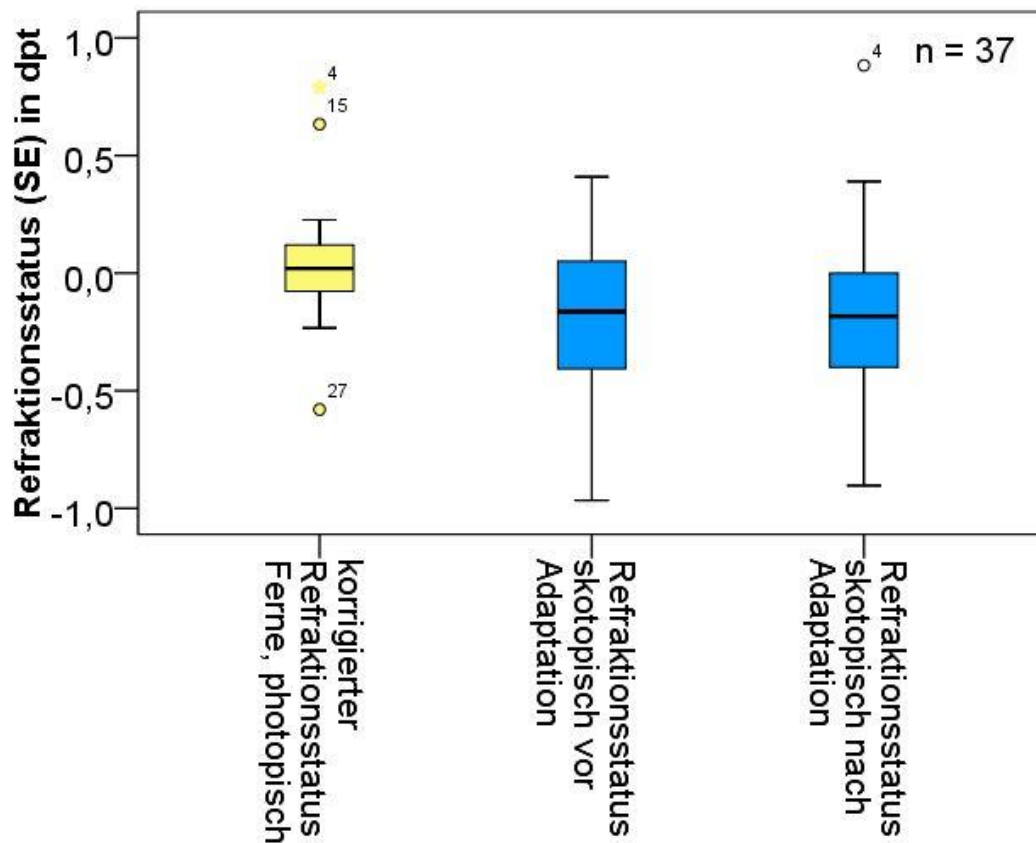 Refraktionsstatus (SE) in dpt
1,0
0,5
0,0
-0,5
-1,0
4
15
27
4
n = 37
korrigierter
Refraktionsstatus
Ferne, photopisch
Refraktionsstatus
skotopisch vor
Adaptation
Refraktionsstatus
skotopisch nach
Adaptation